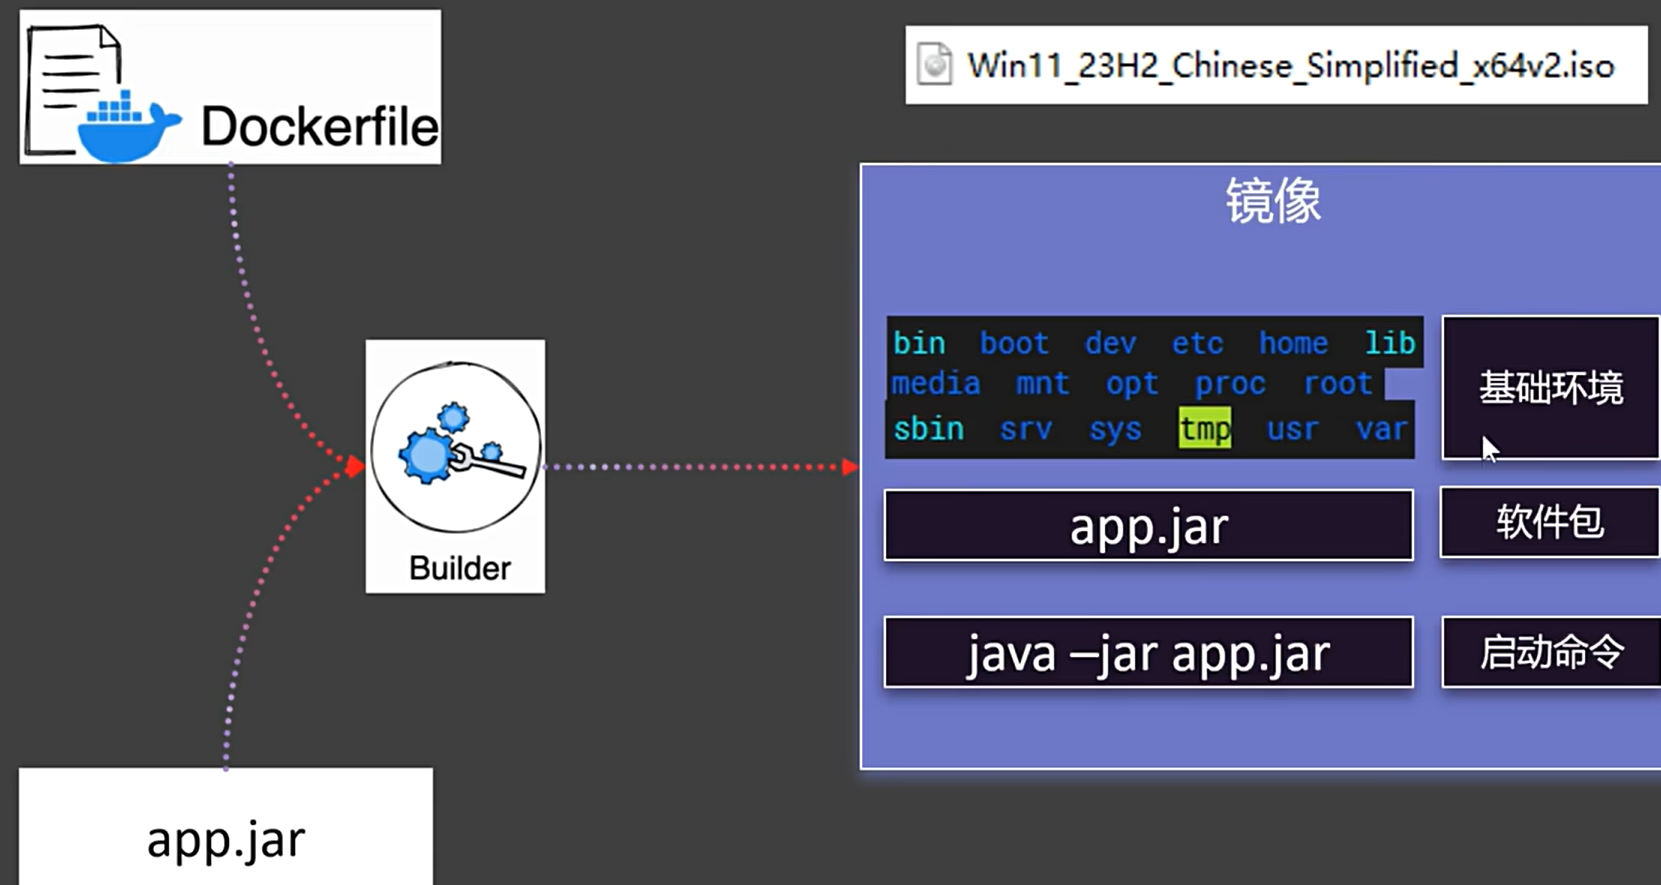 Dockerfile
Win11_23H2_Chinese_Simplified_x64v2.iso
镜像
bin boot dev etc home lib
media mnt opt proc root
sbin srv sys tmp usr var
基础环境
app.jar
软件包
java –jar app.jar
启动命令
Builder
app.jar